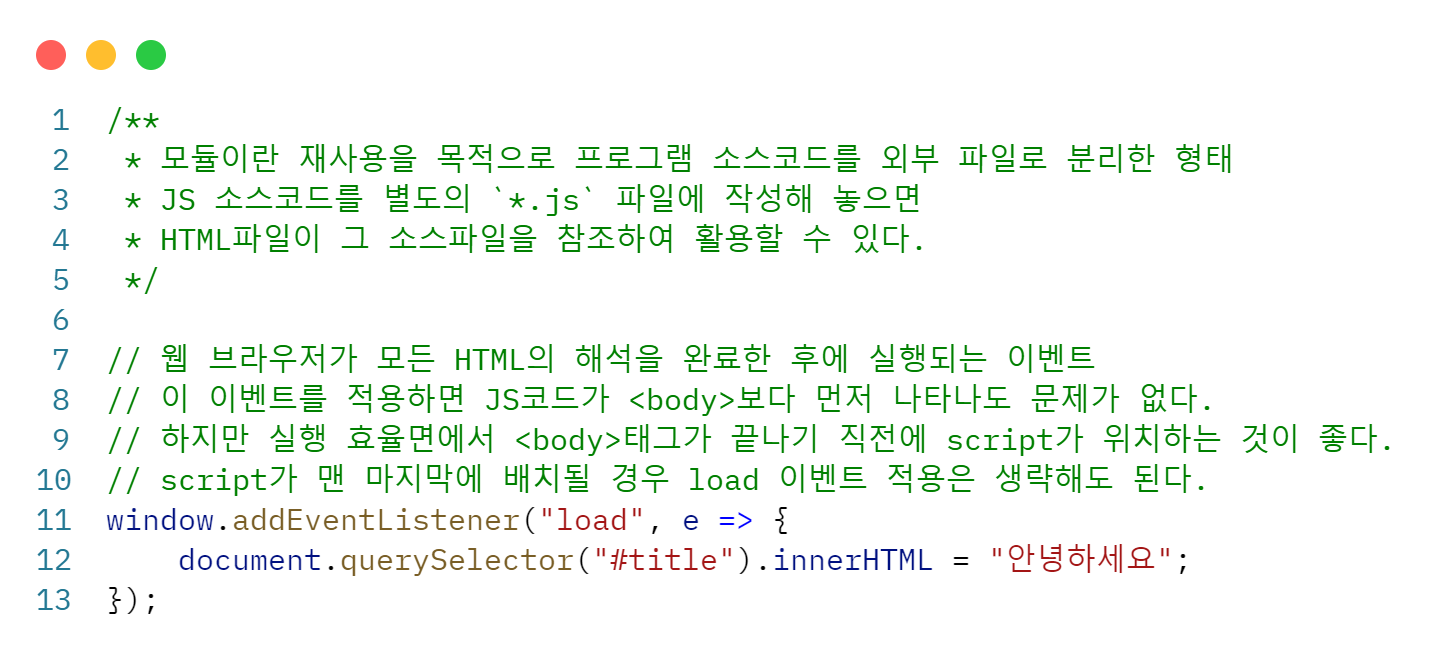 1 /**
2  * 모듈이란 재사용을 목적으로 프로그램 소스코드를 외부 파일로 분리한 형태
3  * JS 소스코드를 별도의 `*.js` 파일에 작성해 놓으면
4  * HTML파일이 그 소스파일을 참조하여 활용할 수 있다.
5  */
6
7 // 웹 브라우저가 모든 HTML의 해석을 완료한 후에 실행되는 이벤트
8 // 이 이벤트를 적용하면 JS코드가 <body>보다 먼저 나타나도 문제가 없다.
9 // 하지만 실행 효율면에서 <body>태그가 끝나기 직전에 script가 위치하는 것이 좋다.
10 // script가 맨 마지막에 배치될 경우 load 이벤트 적용은 생략해도 된다.
11 window.addEventListener("load", e => {
12     document.querySelector("#title").innerHTML = "안녕하세요";
13 });